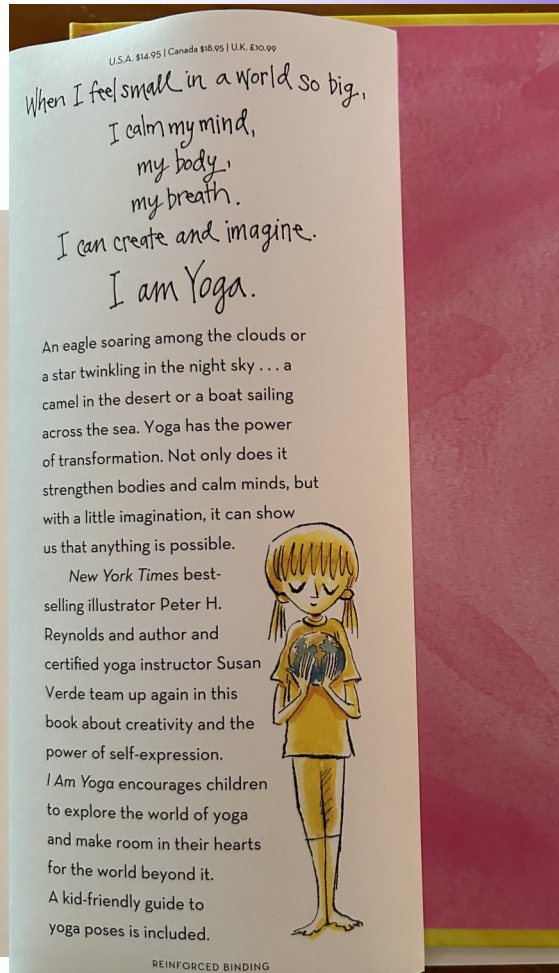 U.S.A. $14.95 | Canada $18.95 | U.K. £10.99
When I feel small in a world so big,
I calm my mind,
my body,
my breath.
I can create and imagine.
I am Yoga.
An eagle soaring among the clouds or
a star twinkling in the night sky . . . a
camel in the desert or a boat sailing
across the sea. Yoga has the power
of transformation. Not only does it
strengthen bodies and calm minds, but
with a little imagination, it can show
us that anything is possible.
New York Times best-
selling illustrator Peter H.
Reynolds and author and
certified yoga instructor Susan
Verde team up again in this
book about creativity and the
power of self-expression.
I Am Yoga encourages children
to explore the world of yoga
and make room in their hearts
for the world beyond it.
A kid-friendly guide to
yoga poses is included.
REINFORCED BINDING